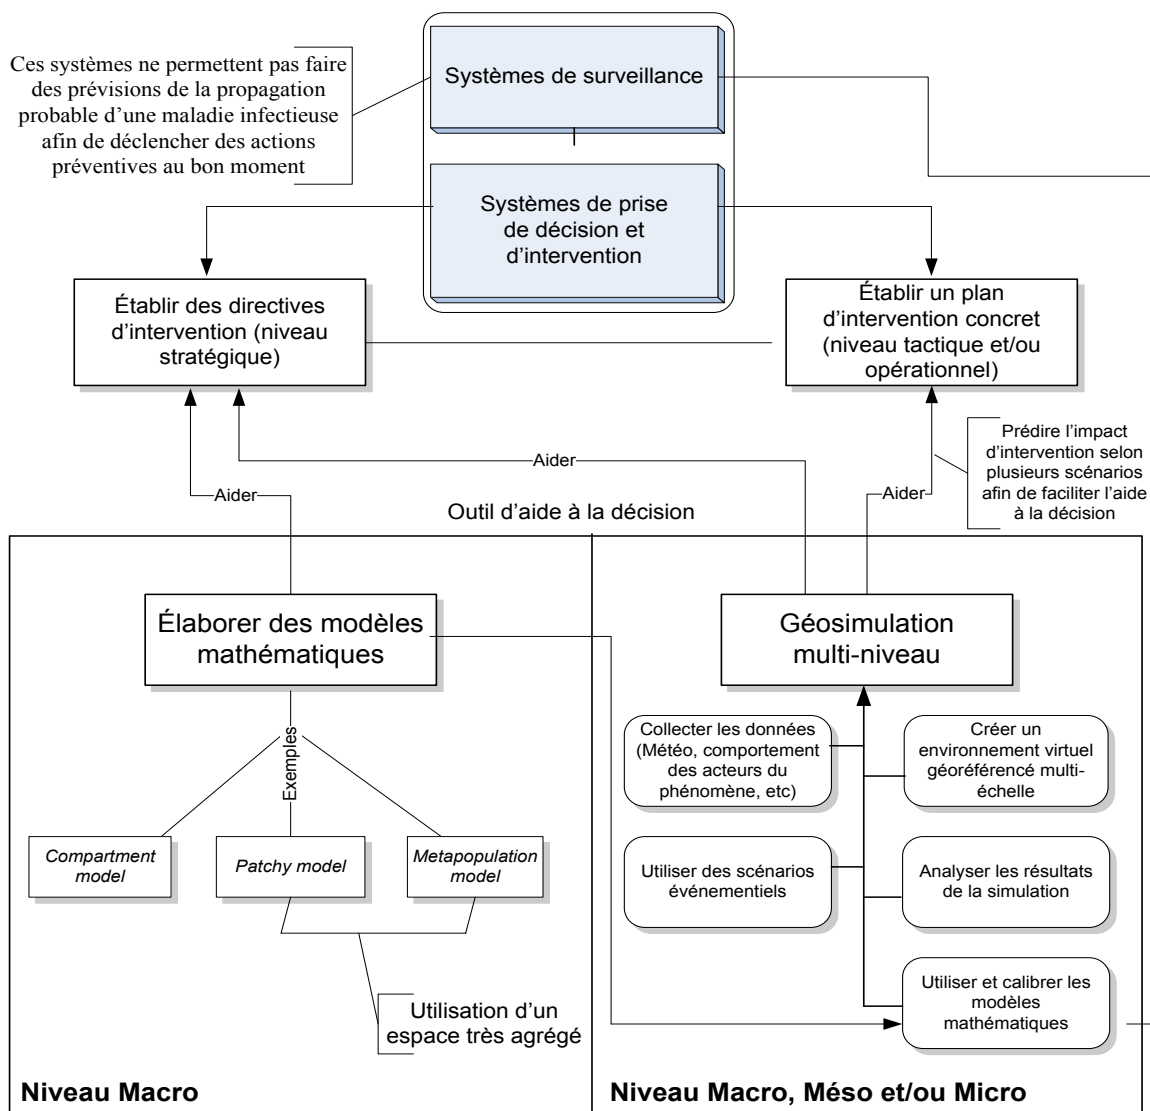 Ces systèmes ne permettent pas faire
des prévisions de la propagation
probable d'une maladie infectieuse
afin de déclencher des actions
préventives au bon moment
Systèmes de surveillance
Systèmes de prise
de décision et
d'intervention
Établir des directives
d'intervention (niveau
stratégique)
Établir un plan
d'intervention concret
(niveau tactique et/ou
opérationnel)
Aider
Aider
Aider
Prédire l'impact
d'intervention selon
plusieurs scénarios
afin de faciliter l'aide
à la décision
Outil d'aide à la décision
Élaborer des modèles
mathématiques
Exemples
Compartment
model
Patchy model
Metapopulation
model
Utilisation d'un
espace très agrégé
Niveau Macro
Géosimulation
multi-niveau
Collecter les données
(Météo, comportement
des acteurs du
phénomène, etc)
Créer un
environnement virtuel
géoréférencé multi-
échelle
Utiliser des scénarios
événementiels
Analyser les résultats
de la simulation
Utiliser et calibrer les
modèles
mathématiques
Niveau Macro, Méso et/ou Micro